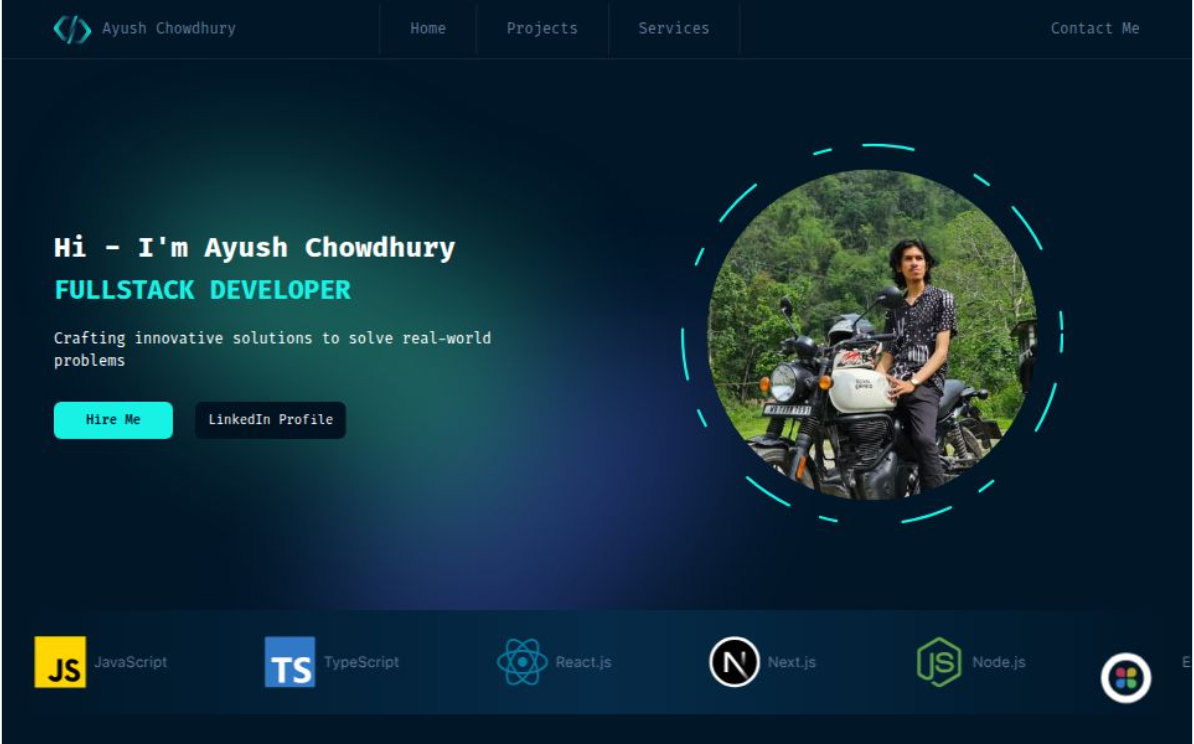 Ayush Chowdhury
Home
Projects
Services
Contact Me
Hi - I'm Ayush Chowdhury
FULLSTACK DEVELOPER
Crafting innovative solutions to solve real-world
problems
Hire Me
LinkedIn Profile
JS
JavaScript
TS
TypeScript
React.js
N
Next.js
JS
Node.js
E